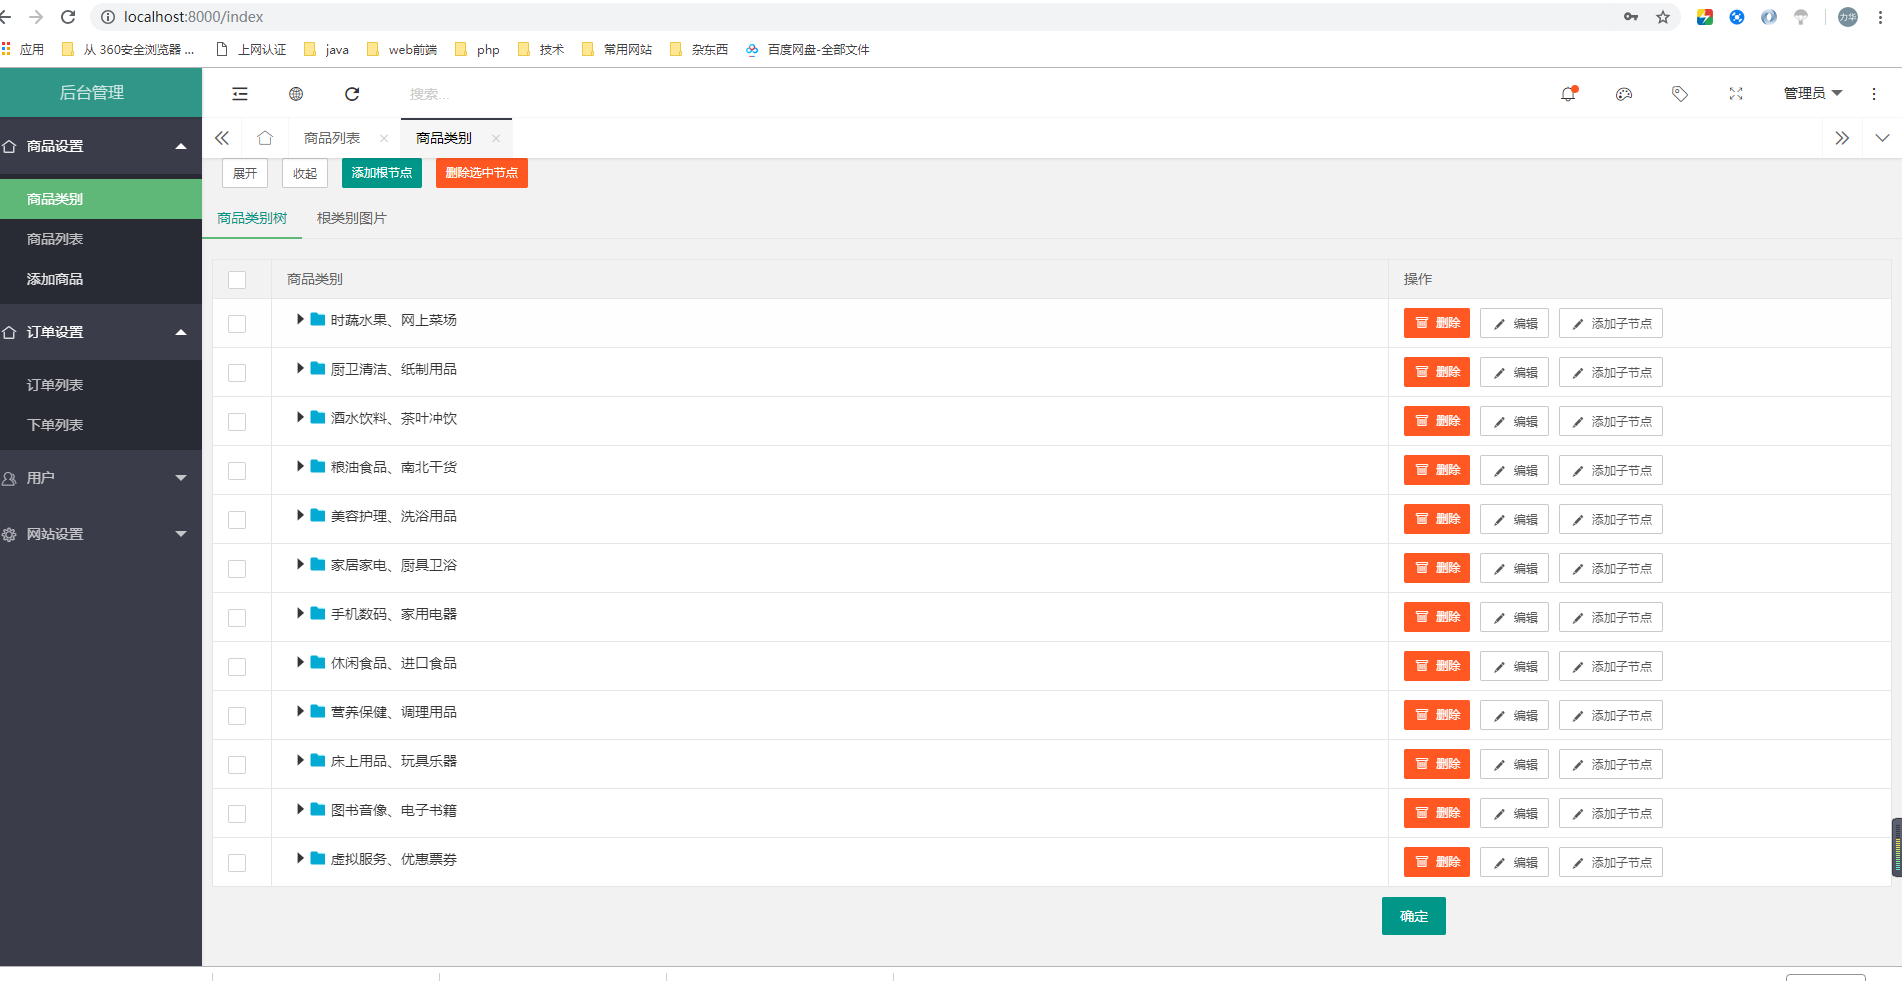 localhost:8000/index
应用 从 360安全浏览器 ... 上网认证 java web前端 php 技术 常用网站 杂东西 百度网盘-全部文件
力华
后台管理
搜索...
管理员
商品设置
商品列表 商品类别
展开 收起 添加根节点 删除选中节点
商品类别
商品类别树 根类别图片
商品列表
添加商品
商品类别 操作
时蔬水果、网上菜场 删除 编辑 添加子节点
订单设置
厨卫清洁、纸制用品 删除 编辑 添加子节点
订单列表
酒水饮料、茶叶冲饮 删除 编辑 添加子节点
下单列表
粮油食品、南北干货 删除 编辑 添加子节点
用户
美容护理、洗浴用品 删除 编辑 添加子节点
网站设置
家居家电、厨具卫浴 删除 编辑 添加子节点
手机数码、家用电器 删除 编辑 添加子节点
休闲食品、进口食品 删除 编辑 添加子节点
营养保健、调理用品 删除 编辑 添加子节点
床上用品、玩具乐器 删除 编辑 添加子节点
图书音像、电子书籍 删除 编辑 添加子节点
虚拟服务、优惠票券 删除 编辑 添加子节点
确定